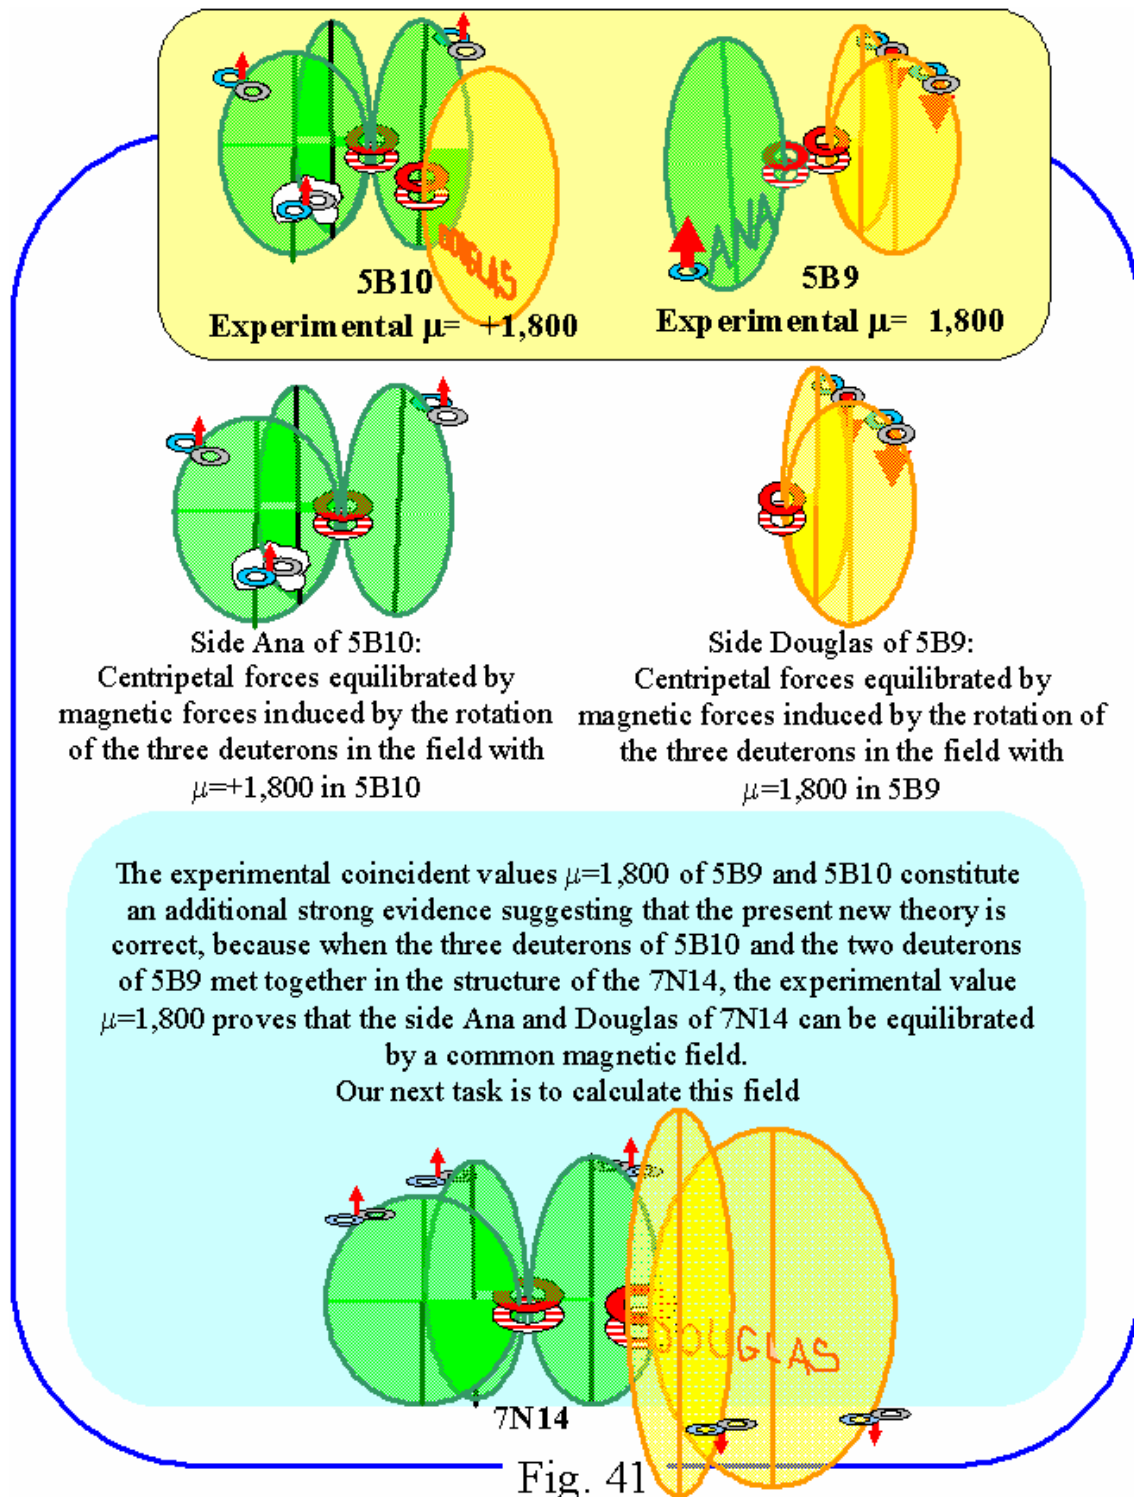 DOUGLAS
ANA
5B10
5B9
Experimental μ= +1,800
Experimental μ= 1,800
Side Ana of 5B10:
Centripetal forces equilibrated by
magnetic forces induced by the rotation
of the three deuterons in the field with
μ=+1,800 in 5B10
Side Douglas of 5B9:
Centripetal forces equilibrated by
magnetic forces induced by the rotation of
the three deuterons in the field with
μ=1,800 in 5B9
The experimental coincident values μ=1,800 of 5B9 and 5B10 constitute
an additional strong evidence suggesting that the present new theory is
correct, because when the three deuterons of 5B10 and the two deuterons
of 5B9 met together in the structure of the 7N14, the experimental value
μ=1,800 proves that the side Ana and Douglas of 7N14 can be equilibrated
by a common magnetic field.
Our next task is to calculate this field
DOUGLAS
7N14
Fig. 41